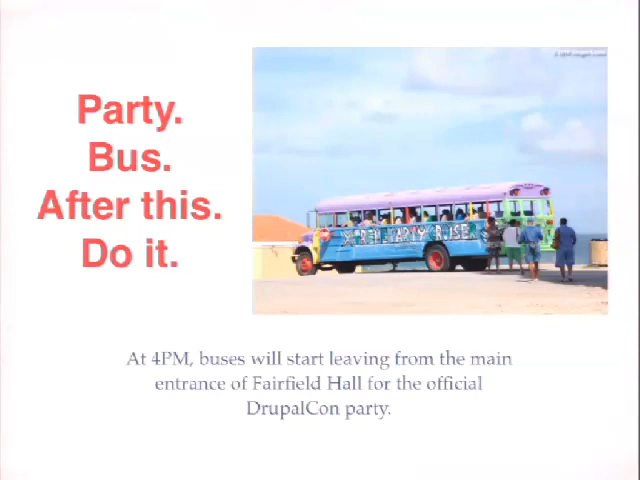 Party.
Bus.
After this.
Do it.
At 4PM, buses will start leaving from the main
entrance of Fairfield Hall for the official
DrupalCon party.